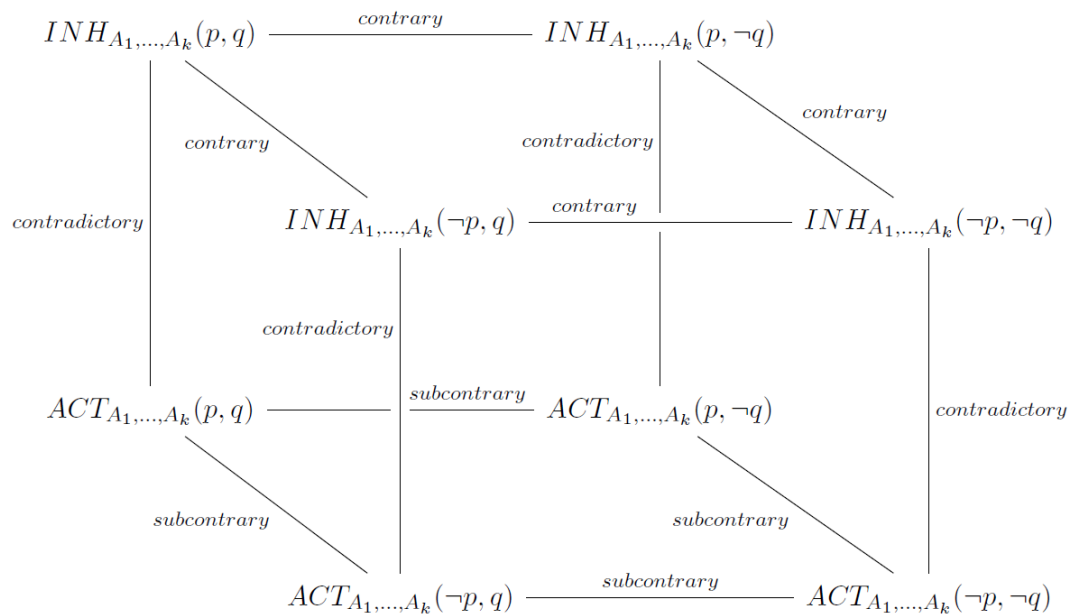 contrary
INH_{A_1,...,A_k}(p, q) INH_{A_1,...,A_k}(p, ¬q)
contrary
contradictory
contrary
contradictory
INH_{A_1,...,A_k}(¬p, q) contrary INH_{A_1,...,A_k}(¬p, ¬q)
contradictory
ACT_{A_1,...,A_k}(p, q) subcontrary ACT_{A_1,...,A_k}(p, ¬q) contradictory
subcontrary subcontrary
ACT_{A_1,...,A_k}(¬p, q) subcontrary ACT_{A_1,...,A_k}(¬p, ¬q)